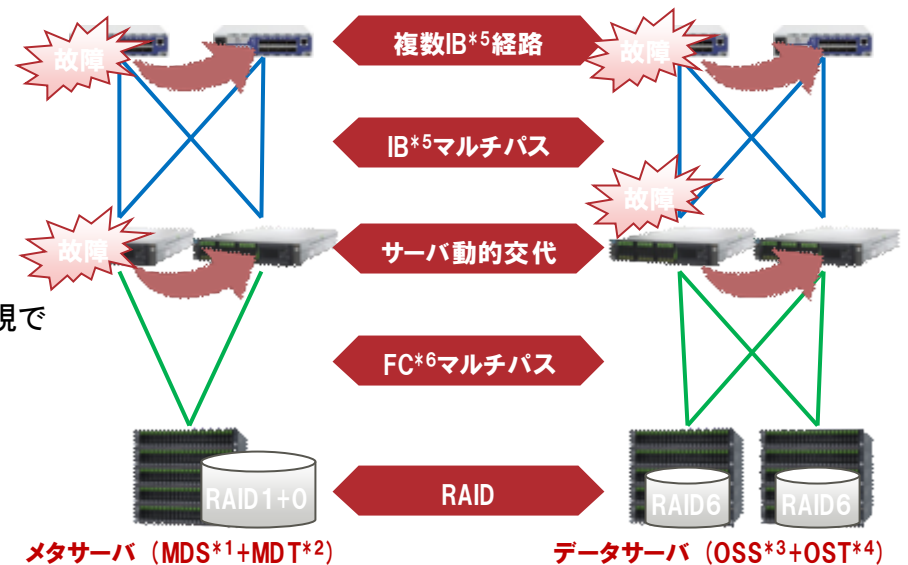 故障
複数IB*5経路
故障
IB*5マルチパス
故障
故障
サーバ動的交代
現で
FC*6マルチパス
RAID1+0
RAID
RAID6
RAID6
メタサーバ（MDS*1+MDT*2）
データサーバ（OSS*3+OST*4）